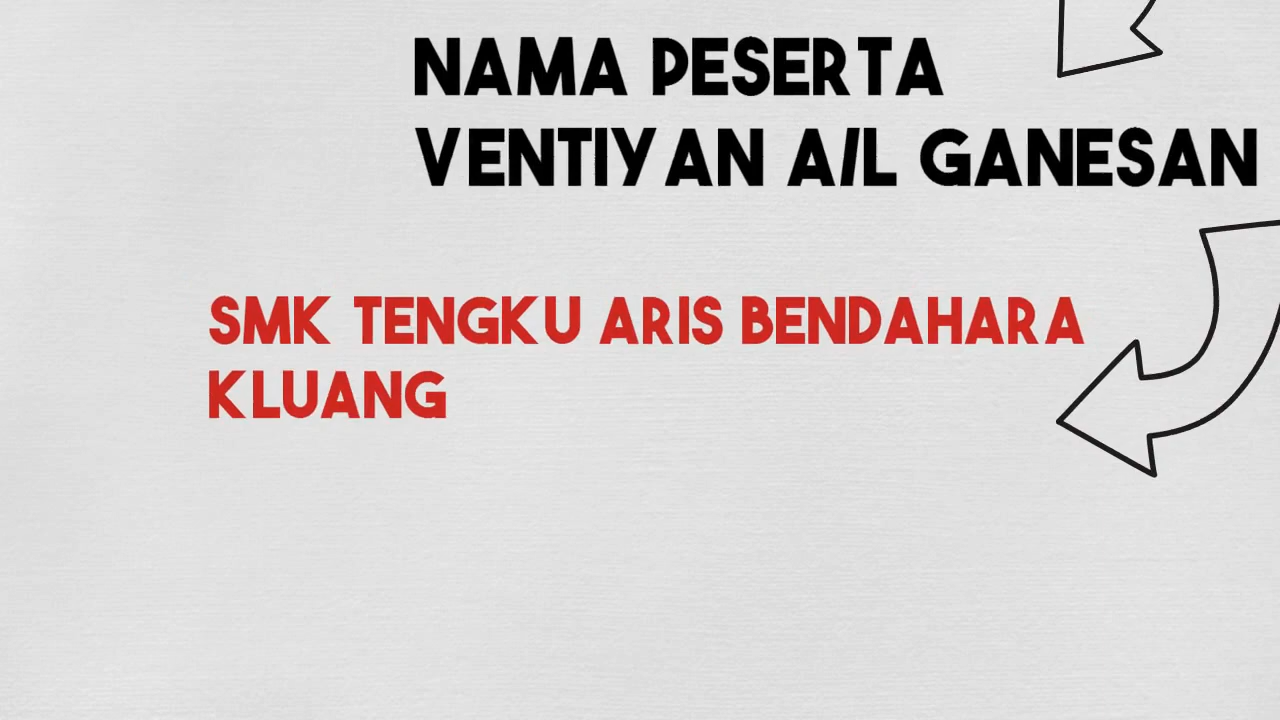 NAMA PESERTA
VENTIYAN A/L GANESAN
SMK TENGKU ARIS BENDAHARA
KLUANG